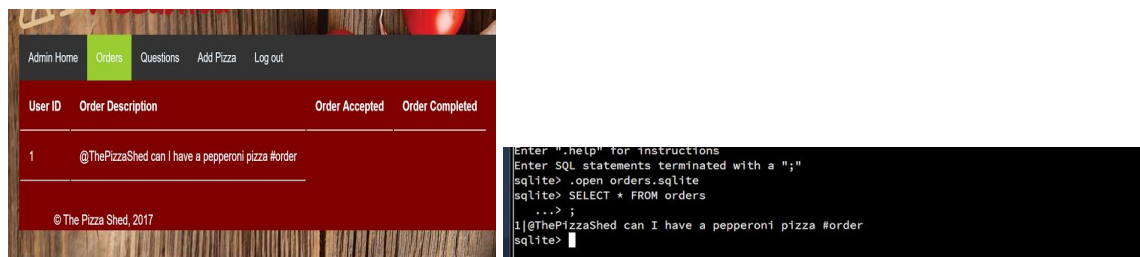 Admin Home Orders Questions Add Pizza Log out
User ID Order Description Order Accepted Order Completed
1 @ThePizzaShed can I have a pepperoni pizza #order
© The Pizza Shed, 2017
Enter ".help" for instructions
Enter SQL statements terminated with a ";"
sqlite> .open orders.sqlite
sqlite> SELECT * FROM orders
...> ;
1|@ThePizzaShed can I have a pepperoni pizza #order
sqlite>